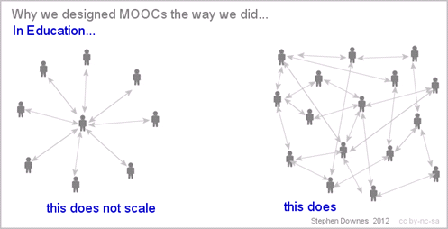 Why we designed MOOCs the way we did...
In Education...
this does not scale
this does
Stephen Downes 2012 cc by-nc-sa